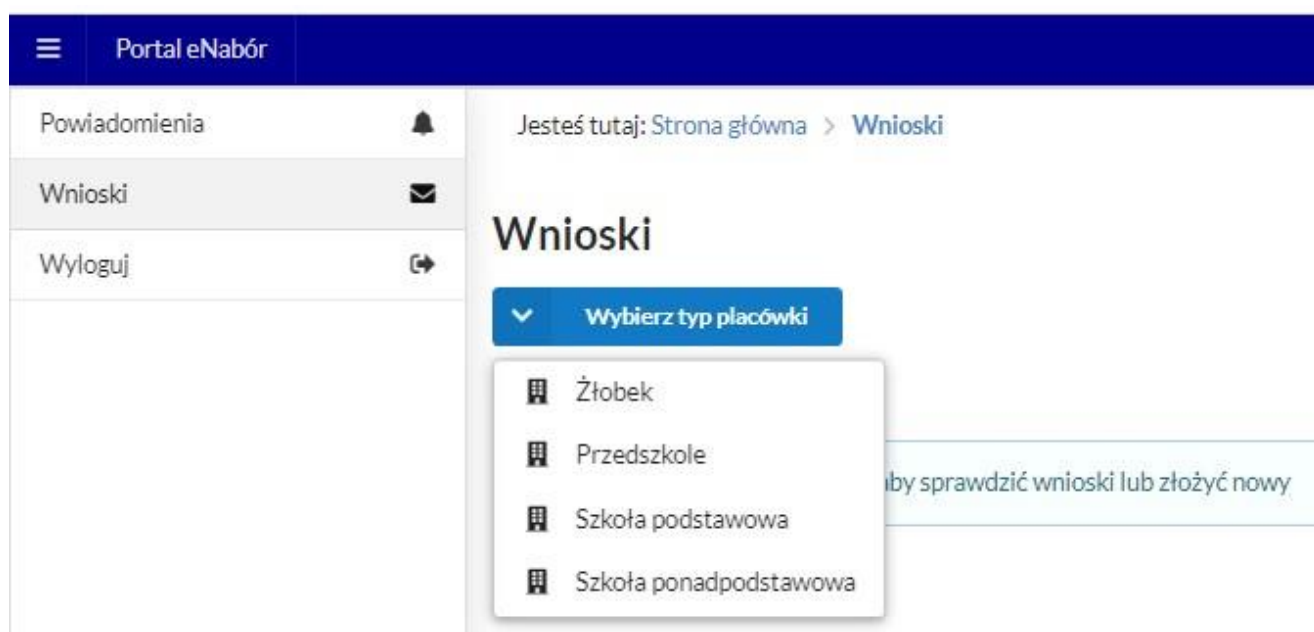 Portal eNabór
Powiadomienia
Wnioski
Wyloguj
Jesteś tutaj: Strona główna > Wnioski
Wnioski
Wybierz typ placówki
Żłobek
Przedszkole
Szkoła podstawowa
Szkoła ponadpodstawowa
sprawdzić wnioski lub złożyć nowy